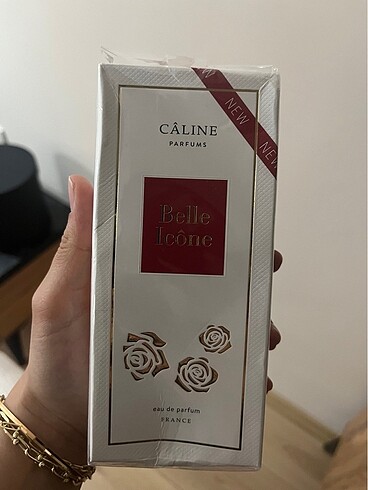 NEW
NEW
CÂLINE
PARFUMS
Belle
Icône
eau de parfum
FRANCE